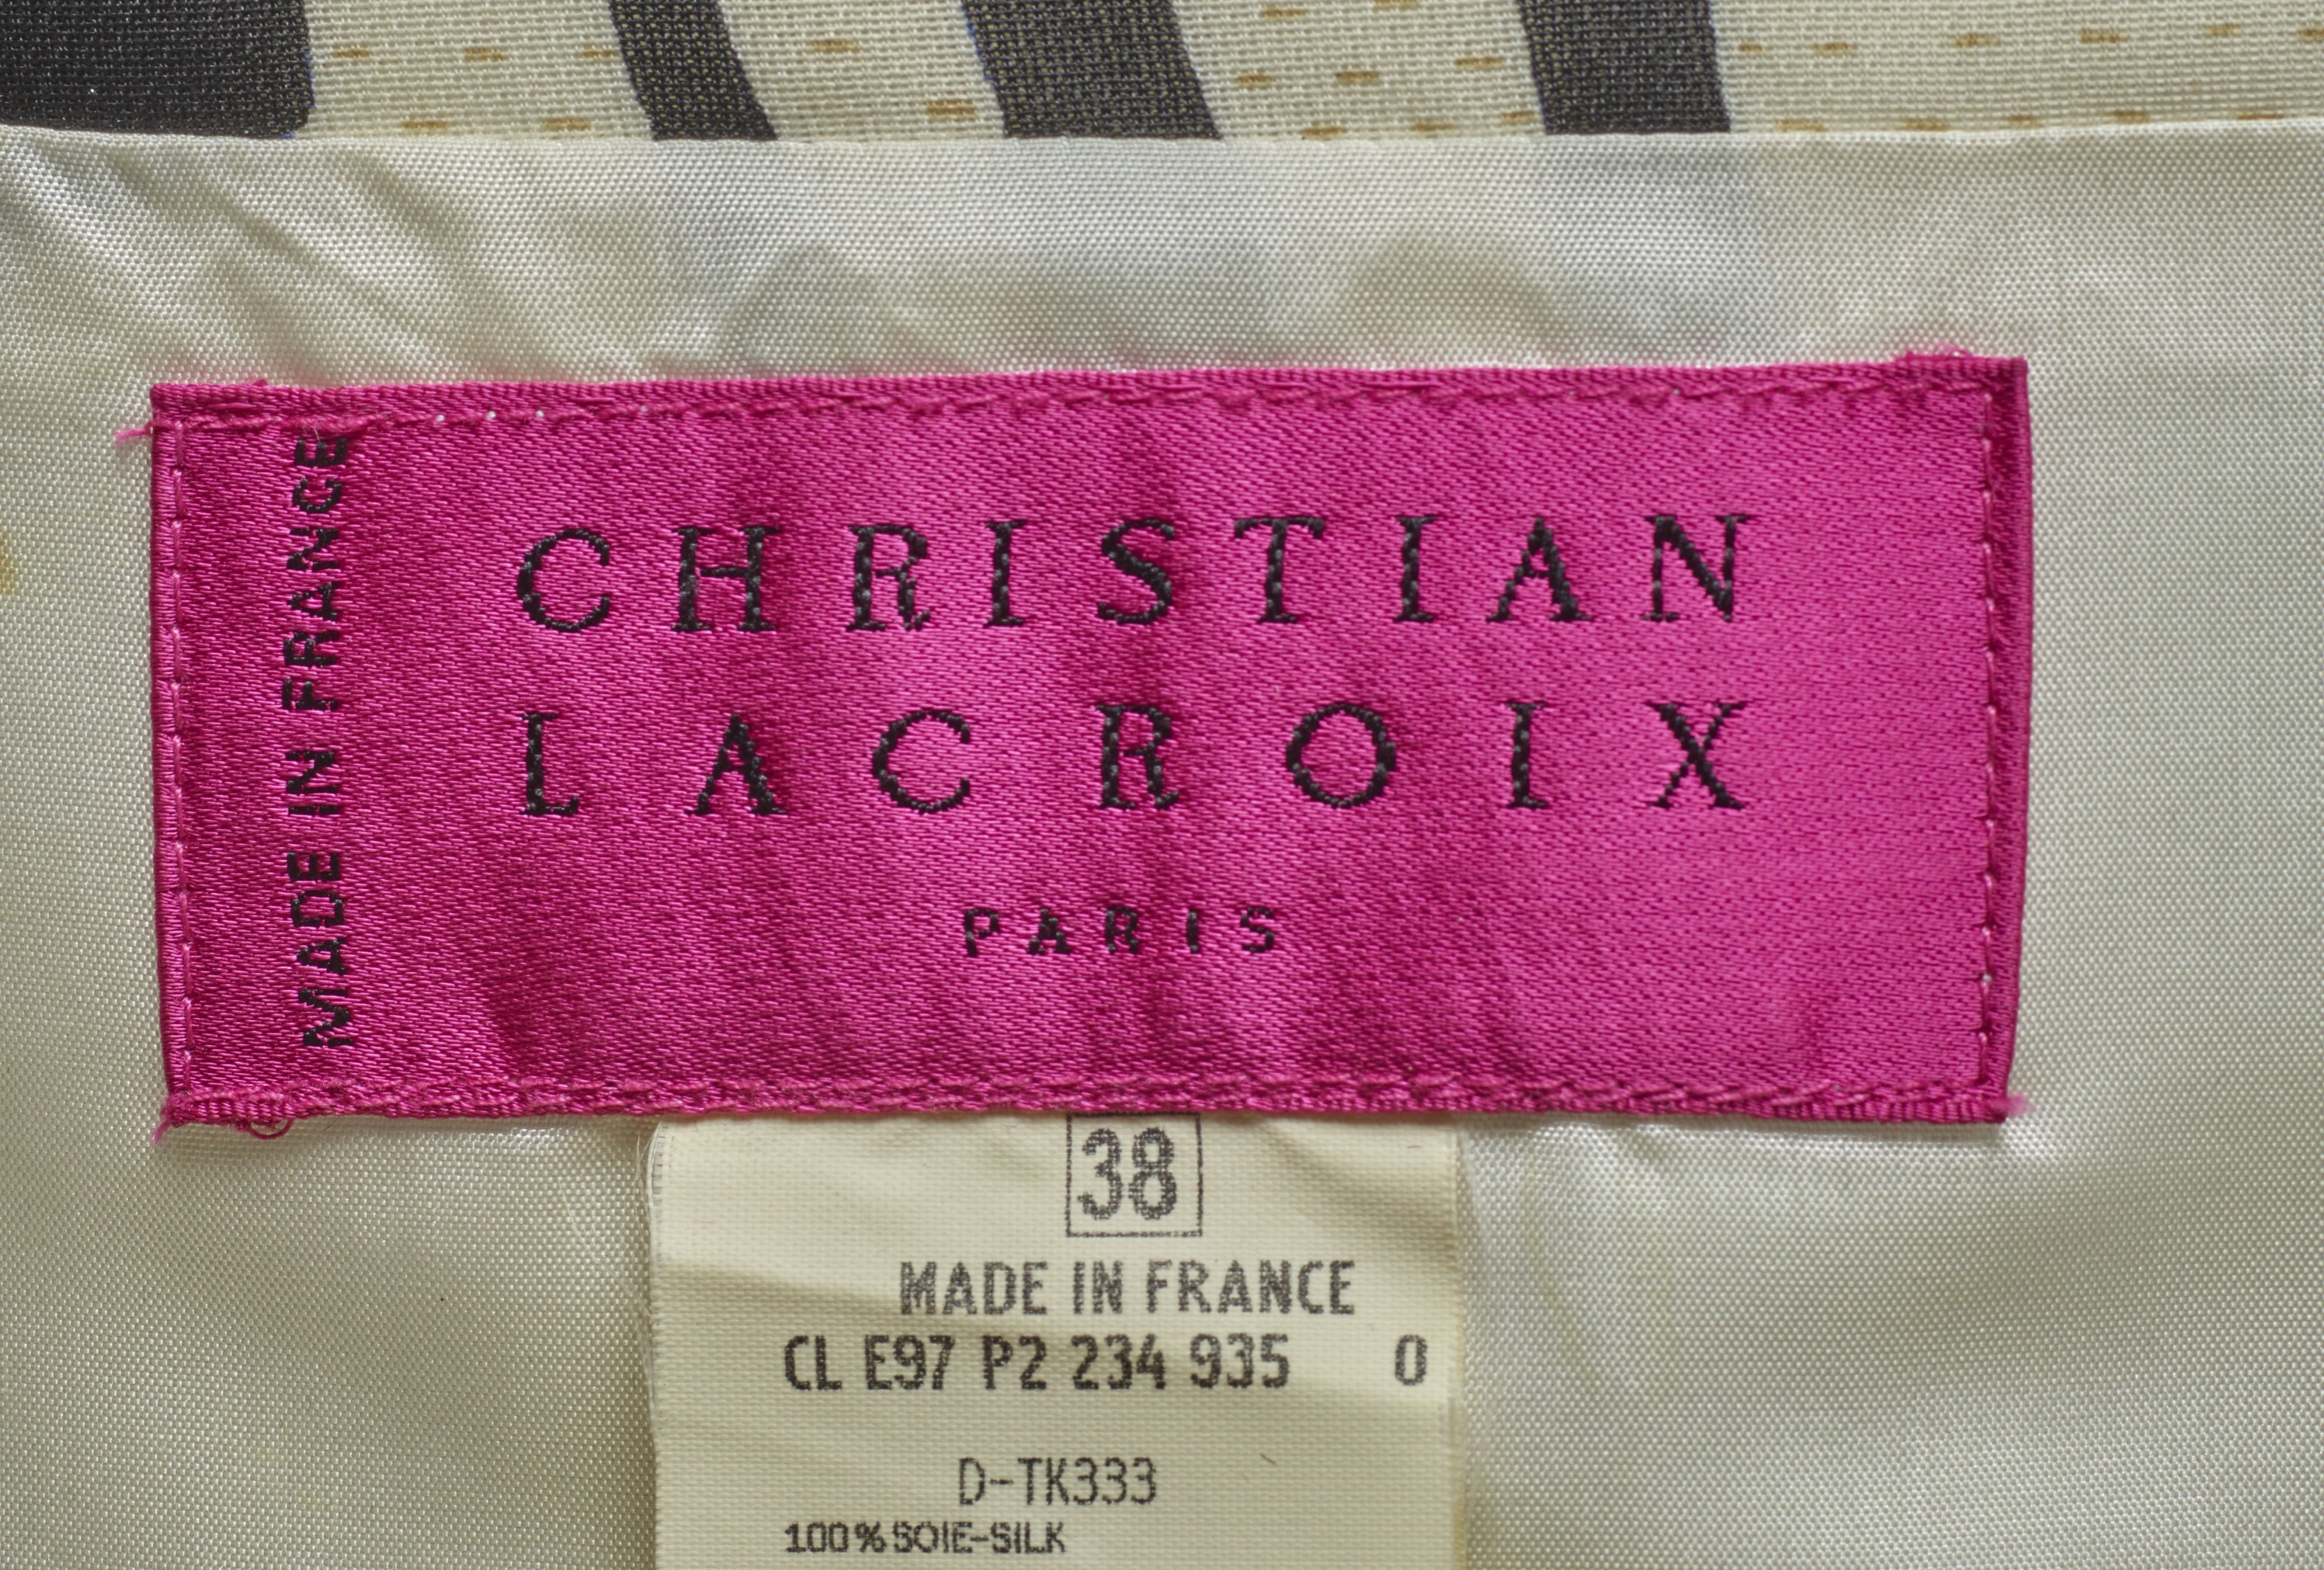 MADE IN FRANCE
CHRISTIAN
LACROIX
PARIS
38
MADE IN FRANCE
CL E97 P2 234 935 0
D-TK333
100% SOIE-SILK